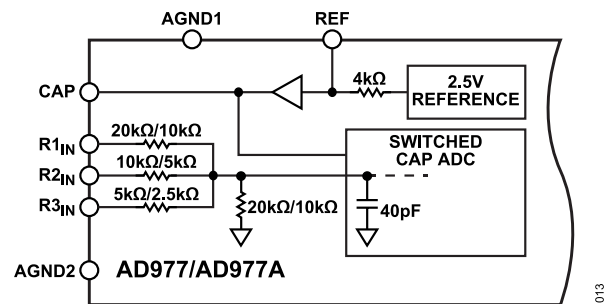 AGND1
REF
CAP
4kΩ
2.5V
REFERENCE
R1IN
20kΩ/10kΩ
R2IN
10kΩ/5kΩ
R3IN
5kΩ/2.5kΩ
SWITCHED
CAP ADC
20kΩ/10kΩ
40pF
AGND2
AD977/AD977A
013